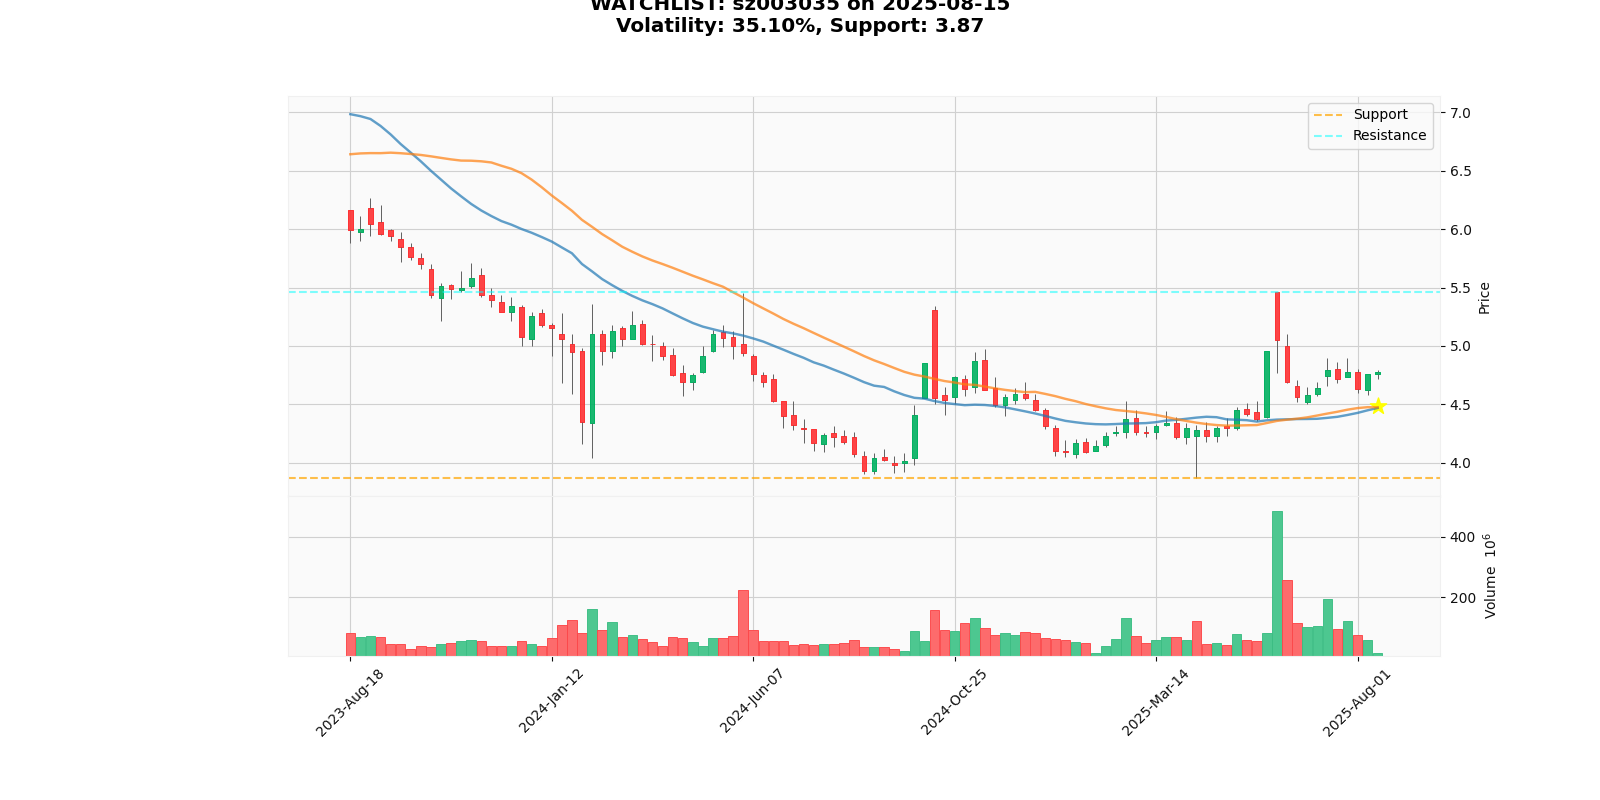 WATCHLIST: sz003035 on 2025-08-15
Volatility: 35.10%, Support: 3.87
Support
Resistance
7.0
6.5
6.0
5.5
5.0
4.5
4.0
Price
400
200
Volume 10⁶
2023-Aug-18
2024-Jan-12
2024-Jun-07
2024-Oct-25
2025-Mar-14
2025-Aug-01